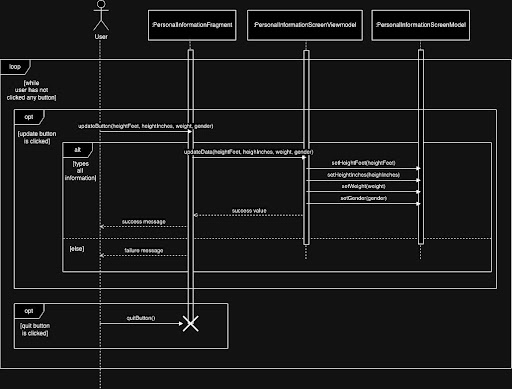 User
:PersonalInformationFragment
:PersonalInformationScreenViewmodel
:PersonalInformationScreenModel
loop
[while
user has not
clicked any button]
opt
[update button
is clicked]
updateButton(heightFeet, heightInches, weight, gender)
alt
[types
all
information]
updateData(heightFeet, heighInches, weight, gender)
setHeightFeet(heightFeet)
setHeightInches(heighInches)
setWeight(weight)
setGender(gender)
success value
success message
[else]
failure message
opt
[quit button
is clicked]
quitButton()